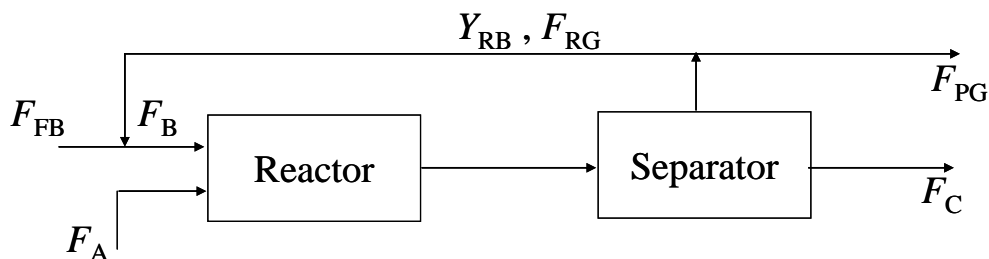 Y_RB , F_RG
F_PG
F_FB
F_B
Reactor
Separator
F_C
F_A